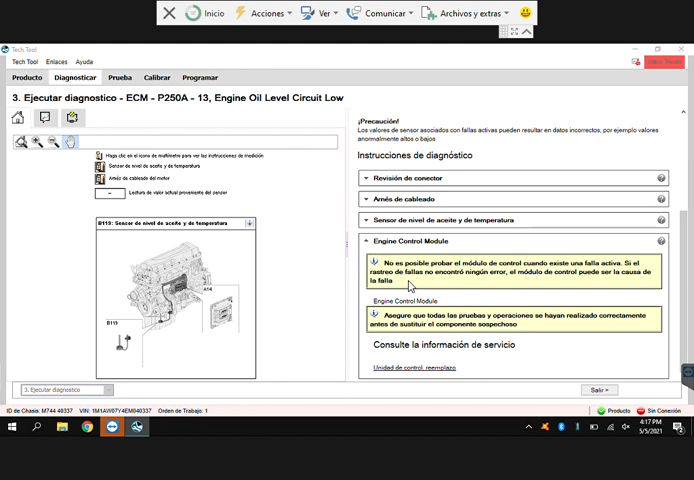 Inicio
Acciones
Ver
Comunicar
Archivos y extras
Tech Tool
Tech Tool Enlaces Ayuda
Producto Diagnosticar Prueba Calibrar Programar
3. Ejecutar diagnostico - ECM - P250A - 13, Engine Oil Level Circuit Low
Haga clic en el icono de multímetro para ver las instrucciones de medición
Sensor de nivel de aceite y de temperatura
Arnés de cableado del motor
-- Lectura de valor actual proveniente del sensor
B119: Sensor de nivel de aceite y de temperatura
A14
B119
¡Precaución!
Los valores de sensor asociados con fallas activas pueden resultar en datos incorrectos, por ejemplo valores
anormalmente altos o bajos
Instrucciones de diagnóstico
Revisión de conector
Arnés de cableado
Sensor de nivel de aceite y de temperatura
Engine Control Module
No es posible probar el módulo de control cuando existe una falla activa. Si el
rastreo de fallas no encontró ningún error, el módulo de control puede ser la causa de
la falla
Engine Control Module
Asegure que todas las pruebas y operaciones se hayan realizado correctamente
antes de sustituir el componente sospechoso
Consulte la información de servicio
Unidad de control, reemplazo
3. Ejecutar diagnostico
Salir >
ID de Chasis: M744 40337 VIN: 1M1AW07Y4EM040337 Orden de Trabajo: 1
Producto Sin Conexión
4:17 PM
5/5/2021
2